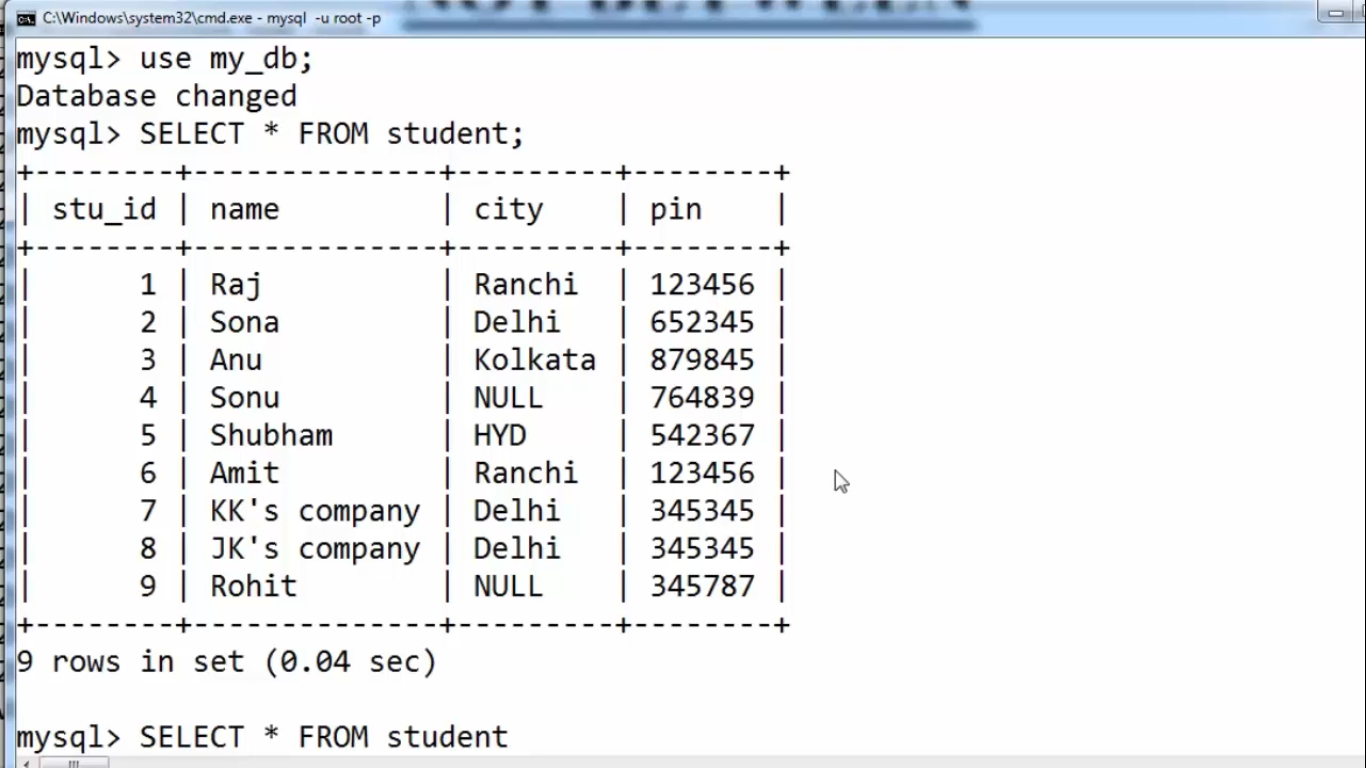 C:\Windows\system32\cmd.exe - mysql -u root -p
mysql> use my_db;
Database changed
mysql> SELECT * FROM student;
+--------+--------------+---------+--------+
| stu_id | name         | city    | pin    |
+--------+--------------+---------+--------+
|      1 | Raj          | Ranchi  | 123456 |
|      2 | Sona         | Delhi   | 652345 |
|      3 | Anu          | Kolkata | 879845 |
|      4 | Sonu         | NULL    | 764839 |
|      5 | Shubham      | HYD     | 542367 |
|      6 | Amit         | Ranchi  | 123456 |
|      7 | KK's company | Delhi   | 345345 |
|      8 | JK's company | Delhi   | 345345 |
|      9 | Rohit        | NULL    | 345787 |
+--------+--------------+---------+--------+
9 rows in set (0.04 sec)
mysql> SELECT * FROM student